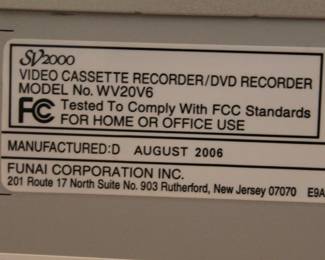 SV2000
VIDEO CASSETTE RECORDER/DVD RECORDER
MODEL No. WV20V6
FC Tested To Comply With FCC Standards
FOR HOME OR OFFICE USE
MANUFACTURED:D AUGUST 2006
FUNAI CORPORATION INC.
201 Route 17 North Suite No. 903 Rutherford, New Jersey 07070 E9A